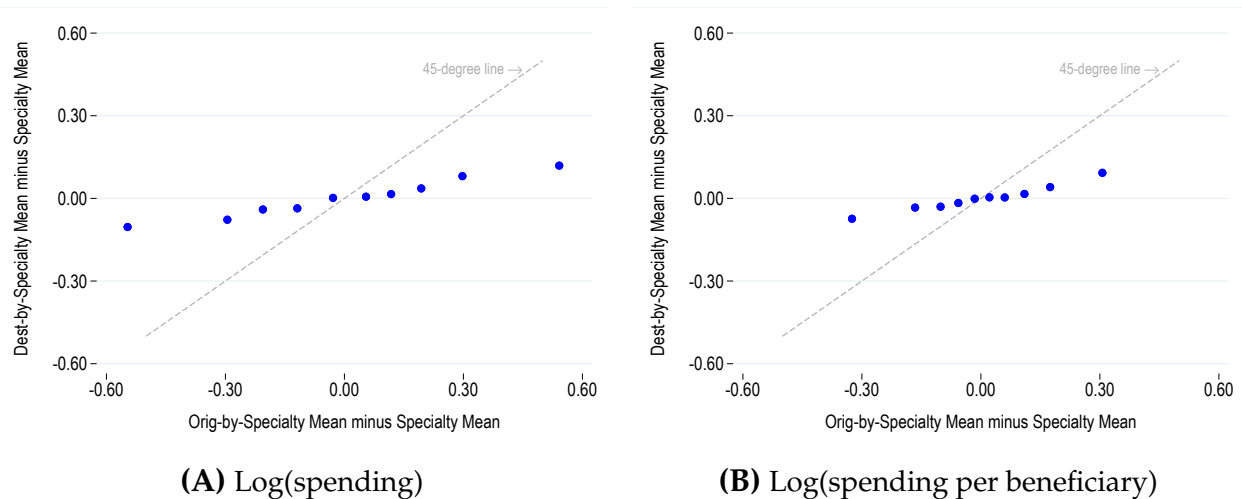 0.60
0.30
0.00
-0.30
-0.60
Dest-by-Specialty Mean minus Specialty Mean
45-degree line →
-0.60 -0.30 0.00 0.30 0.60
Orig-by-Specialty Mean minus Specialty Mean
(A) Log(spending)
0.60
0.30
0.00
-0.30
-0.60
Dest-by-Specialty Mean minus Specialty Mean
45-degree line →
-0.60 -0.30 0.00 0.30 0.60
Orig-by-Specialty Mean minus Specialty Mean
(B) Log(spending per beneficiary)